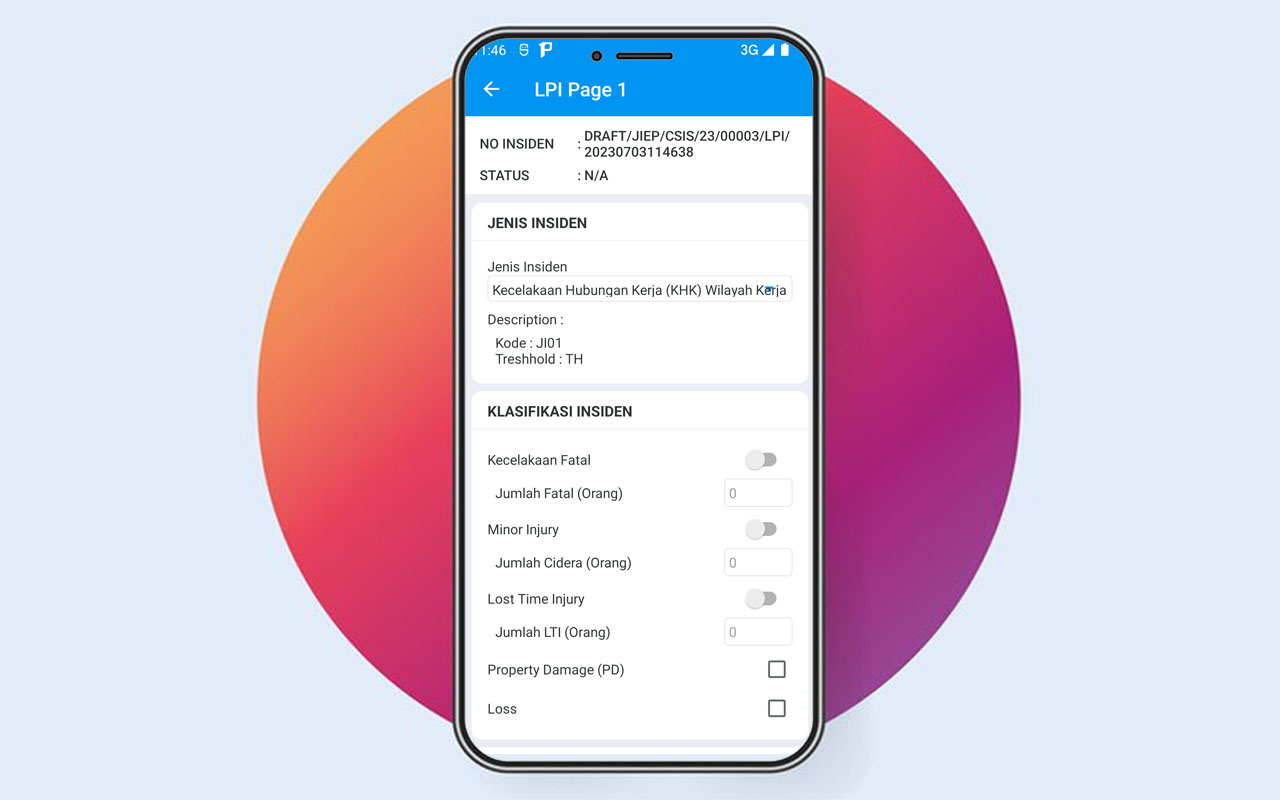 1:46 3G
LPI Page 1
NO INSIDEN : DRAFT/JIEP/CSIS/23/00003/LPI/
20230703114638
STATUS : N/A
JENIS INSIDEN
Jenis Insiden
Kecelakaan Hubungan Kerja (KHK) Wilayah Kerja
Description :
Kode : JI01
Treshhold : TH
KLASIFIKASI INSIDEN
Kecelakaan Fatal
Jumlah Fatal (Orang) 0
Minor Injury
Jumlah Cidera (Orang) 0
Lost Time Injury
Jumlah LTI (Orang) 0
Property Damage (PD)
Loss